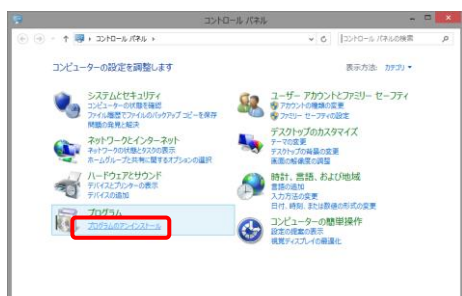 コントロール パネル
コントロール パネル
コントロール パネルの検索
コンピューターの設定を調整します
表示方法: カテゴリ
システムとセキュリティ
コンピューターの状態を確認
ファイル履歴でファイルのバックアップ コピーを保存
問題の発見と解決
ネットワークとインターネット
ネットワークの状態とタスクの表示
ホームグループと共有に関するオプションの選択
ハードウェアとサウンド
デバイスとプリンターの表示
デバイスの追加
プログラム
プログラムのアンインストール
ユーザー アカウントとファミリー セーフティ
アカウントの種類の変更
ファミリー セーフティの設定
デスクトップのカスタマイズ
テーマの変更
デスクトップの背景の変更
画面の解像度の調整
時計、言語、および地域
言語の追加
入力方法の変更
日付、時刻、または数値の形式の変更
コンピューターの簡単操作
設定の提案の表示
視覚ディスプレイの最適化